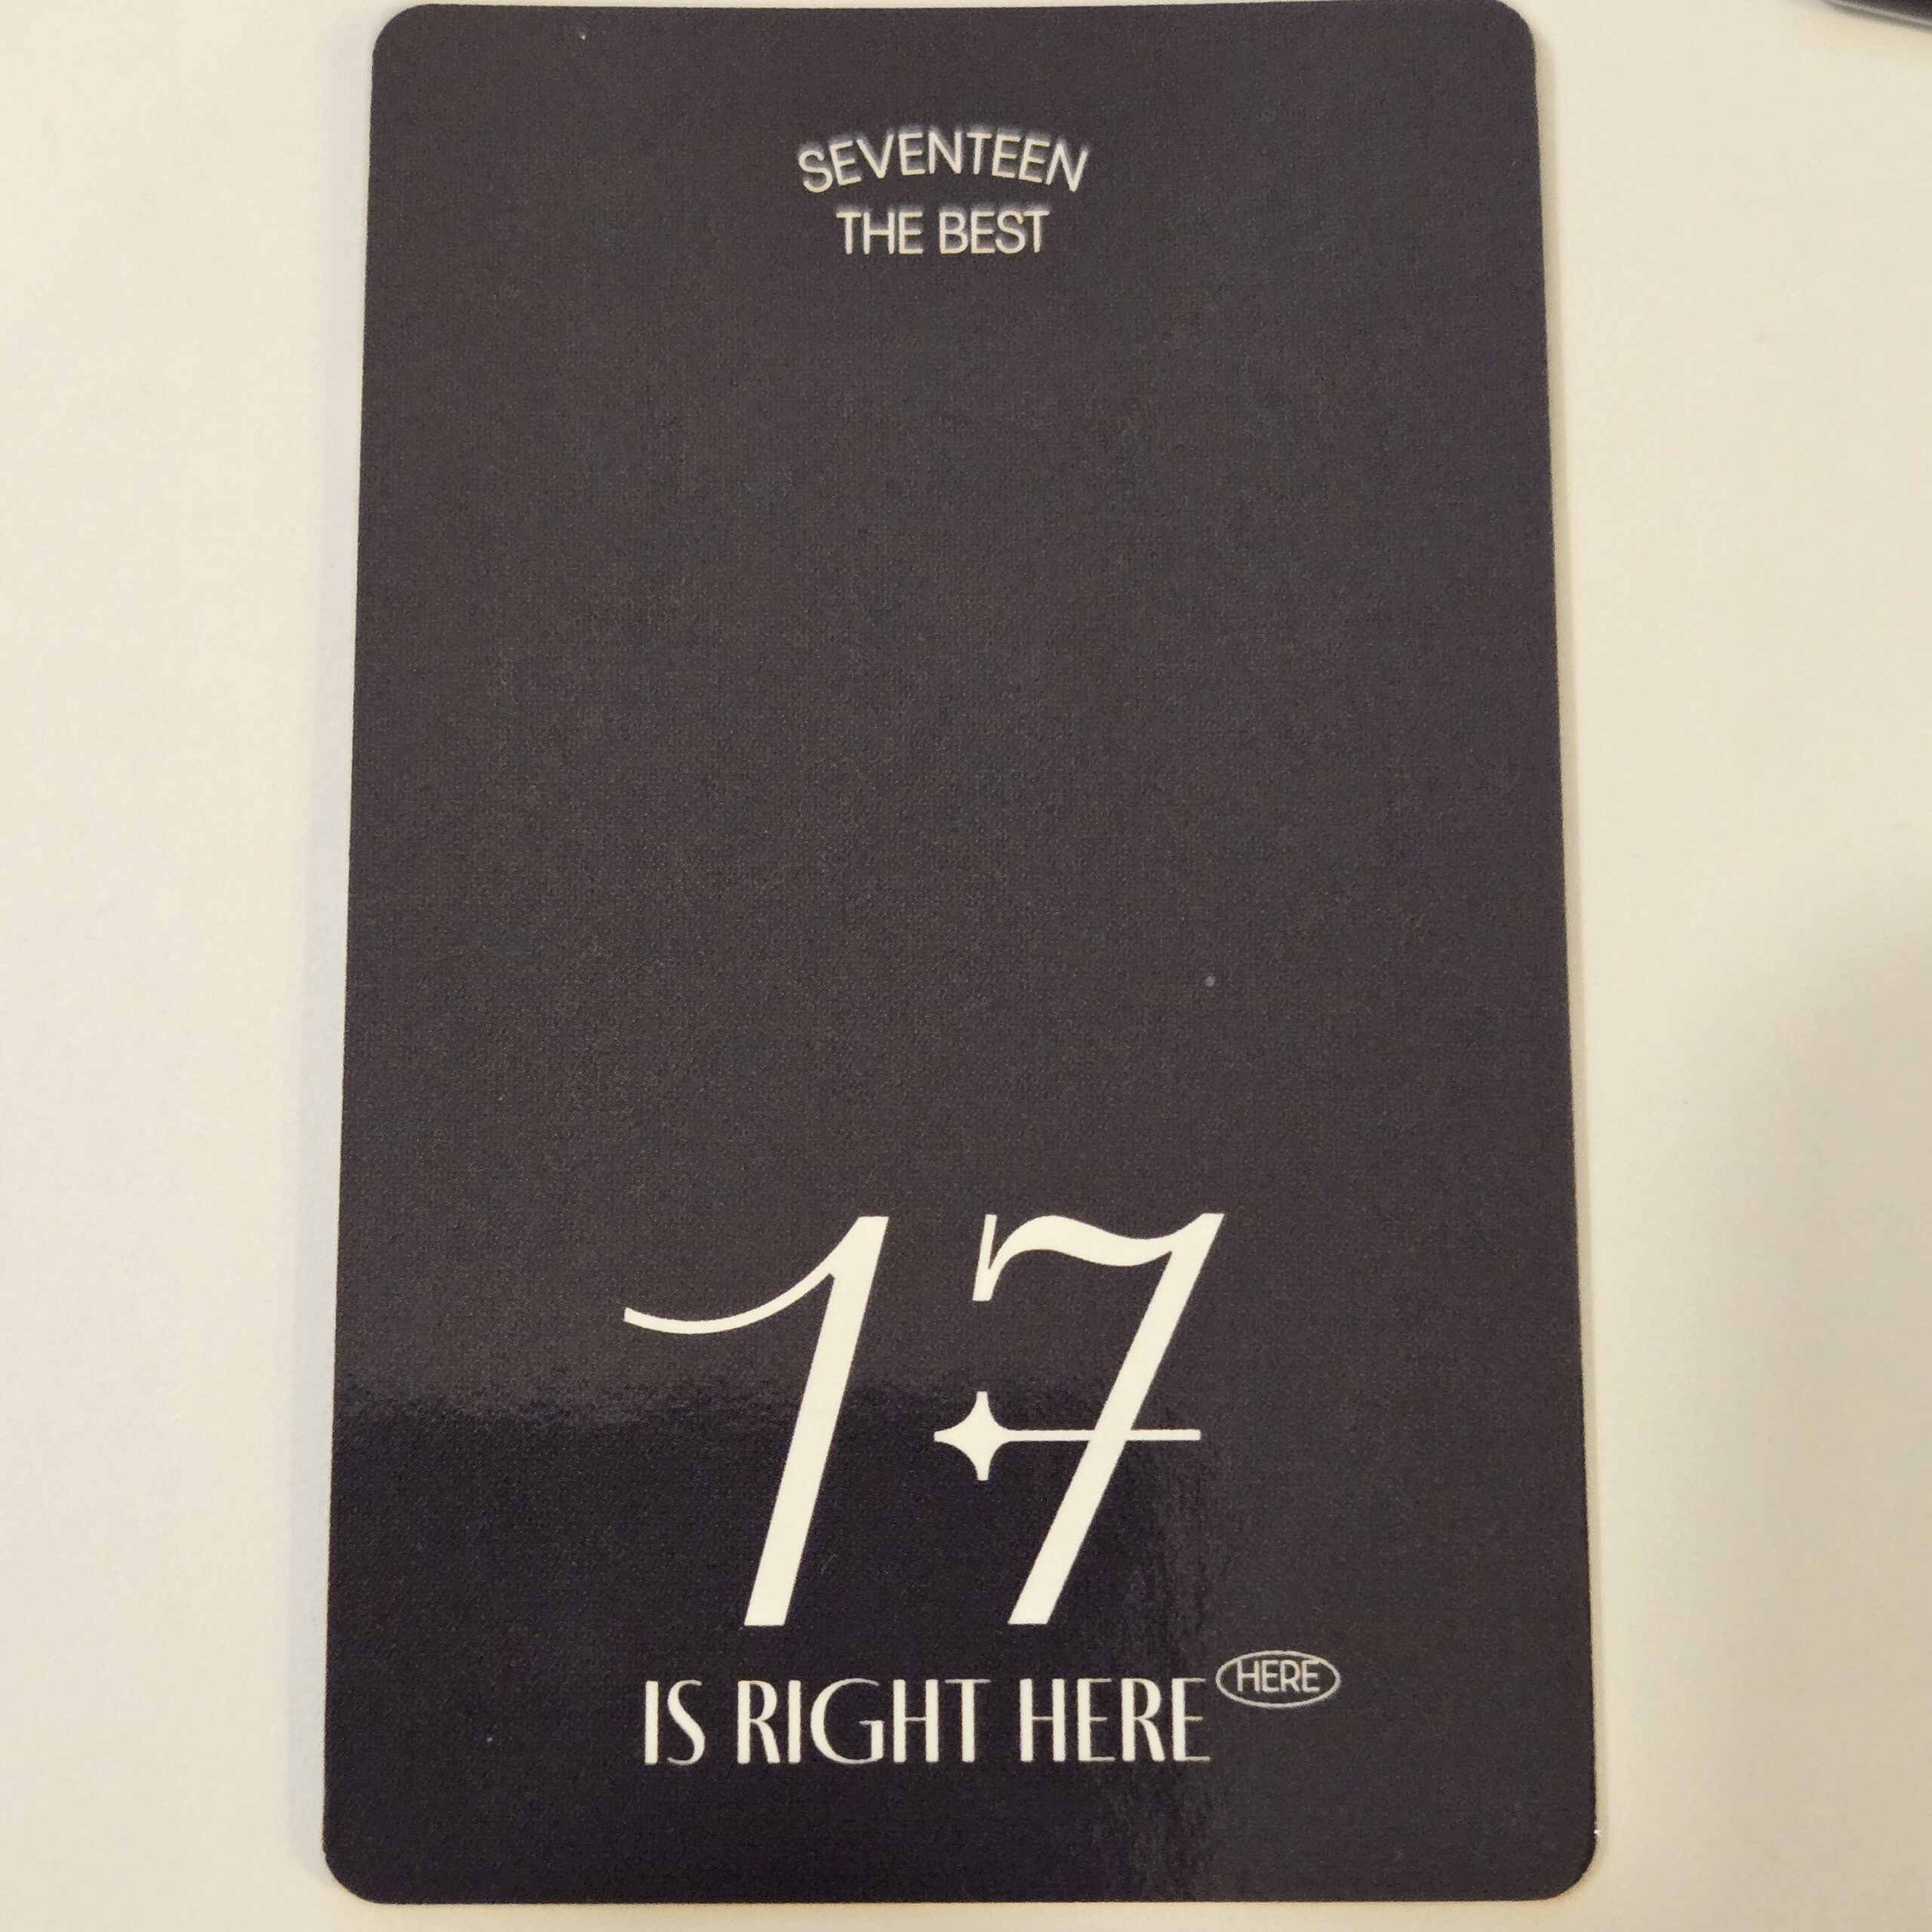 SEVENTEEN
THE BEST
17
IS RIGHT HERE HERE